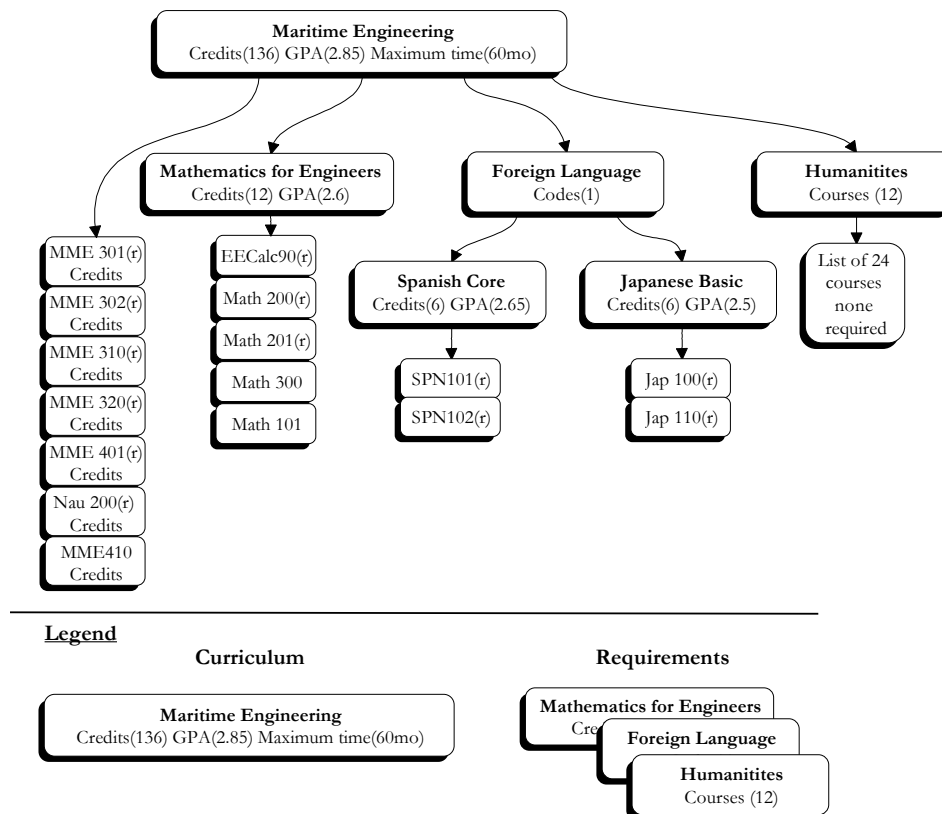 Maritime Engineering
Credits(136) GPA(2.85) Maximum time(60mo)
Mathematics for Engineers
Credits(12) GPA(2.6)
Foreign Language
Codes(1)
Humanitites
Courses (12)
MME 301(r)
Credits
MME 302(r)
Credits
MME 310(r)
Credits
MME 320(r)
Credits
MME 401(r)
Credits
Nau 200(r)
Credits
MME410
Credits
EECalc90(r)
Math 200(r)
Math 201(r)
Math 300
Math 101
Spanish Core
Credits(6) GPA(2.65)
SPN101(r)
SPN102(r)
Japanese Basic
Credits(6) GPA(2.5)
Jap 100(r)
Jap 110(r)
List of 24
courses
none
required
Legend
Curriculum
Maritime Engineering
Credits(136) GPA(2.85) Maximum time(60mo)
Requirements
Mathematics for Engineers
Foreign Language
Humanitites
Courses (12)